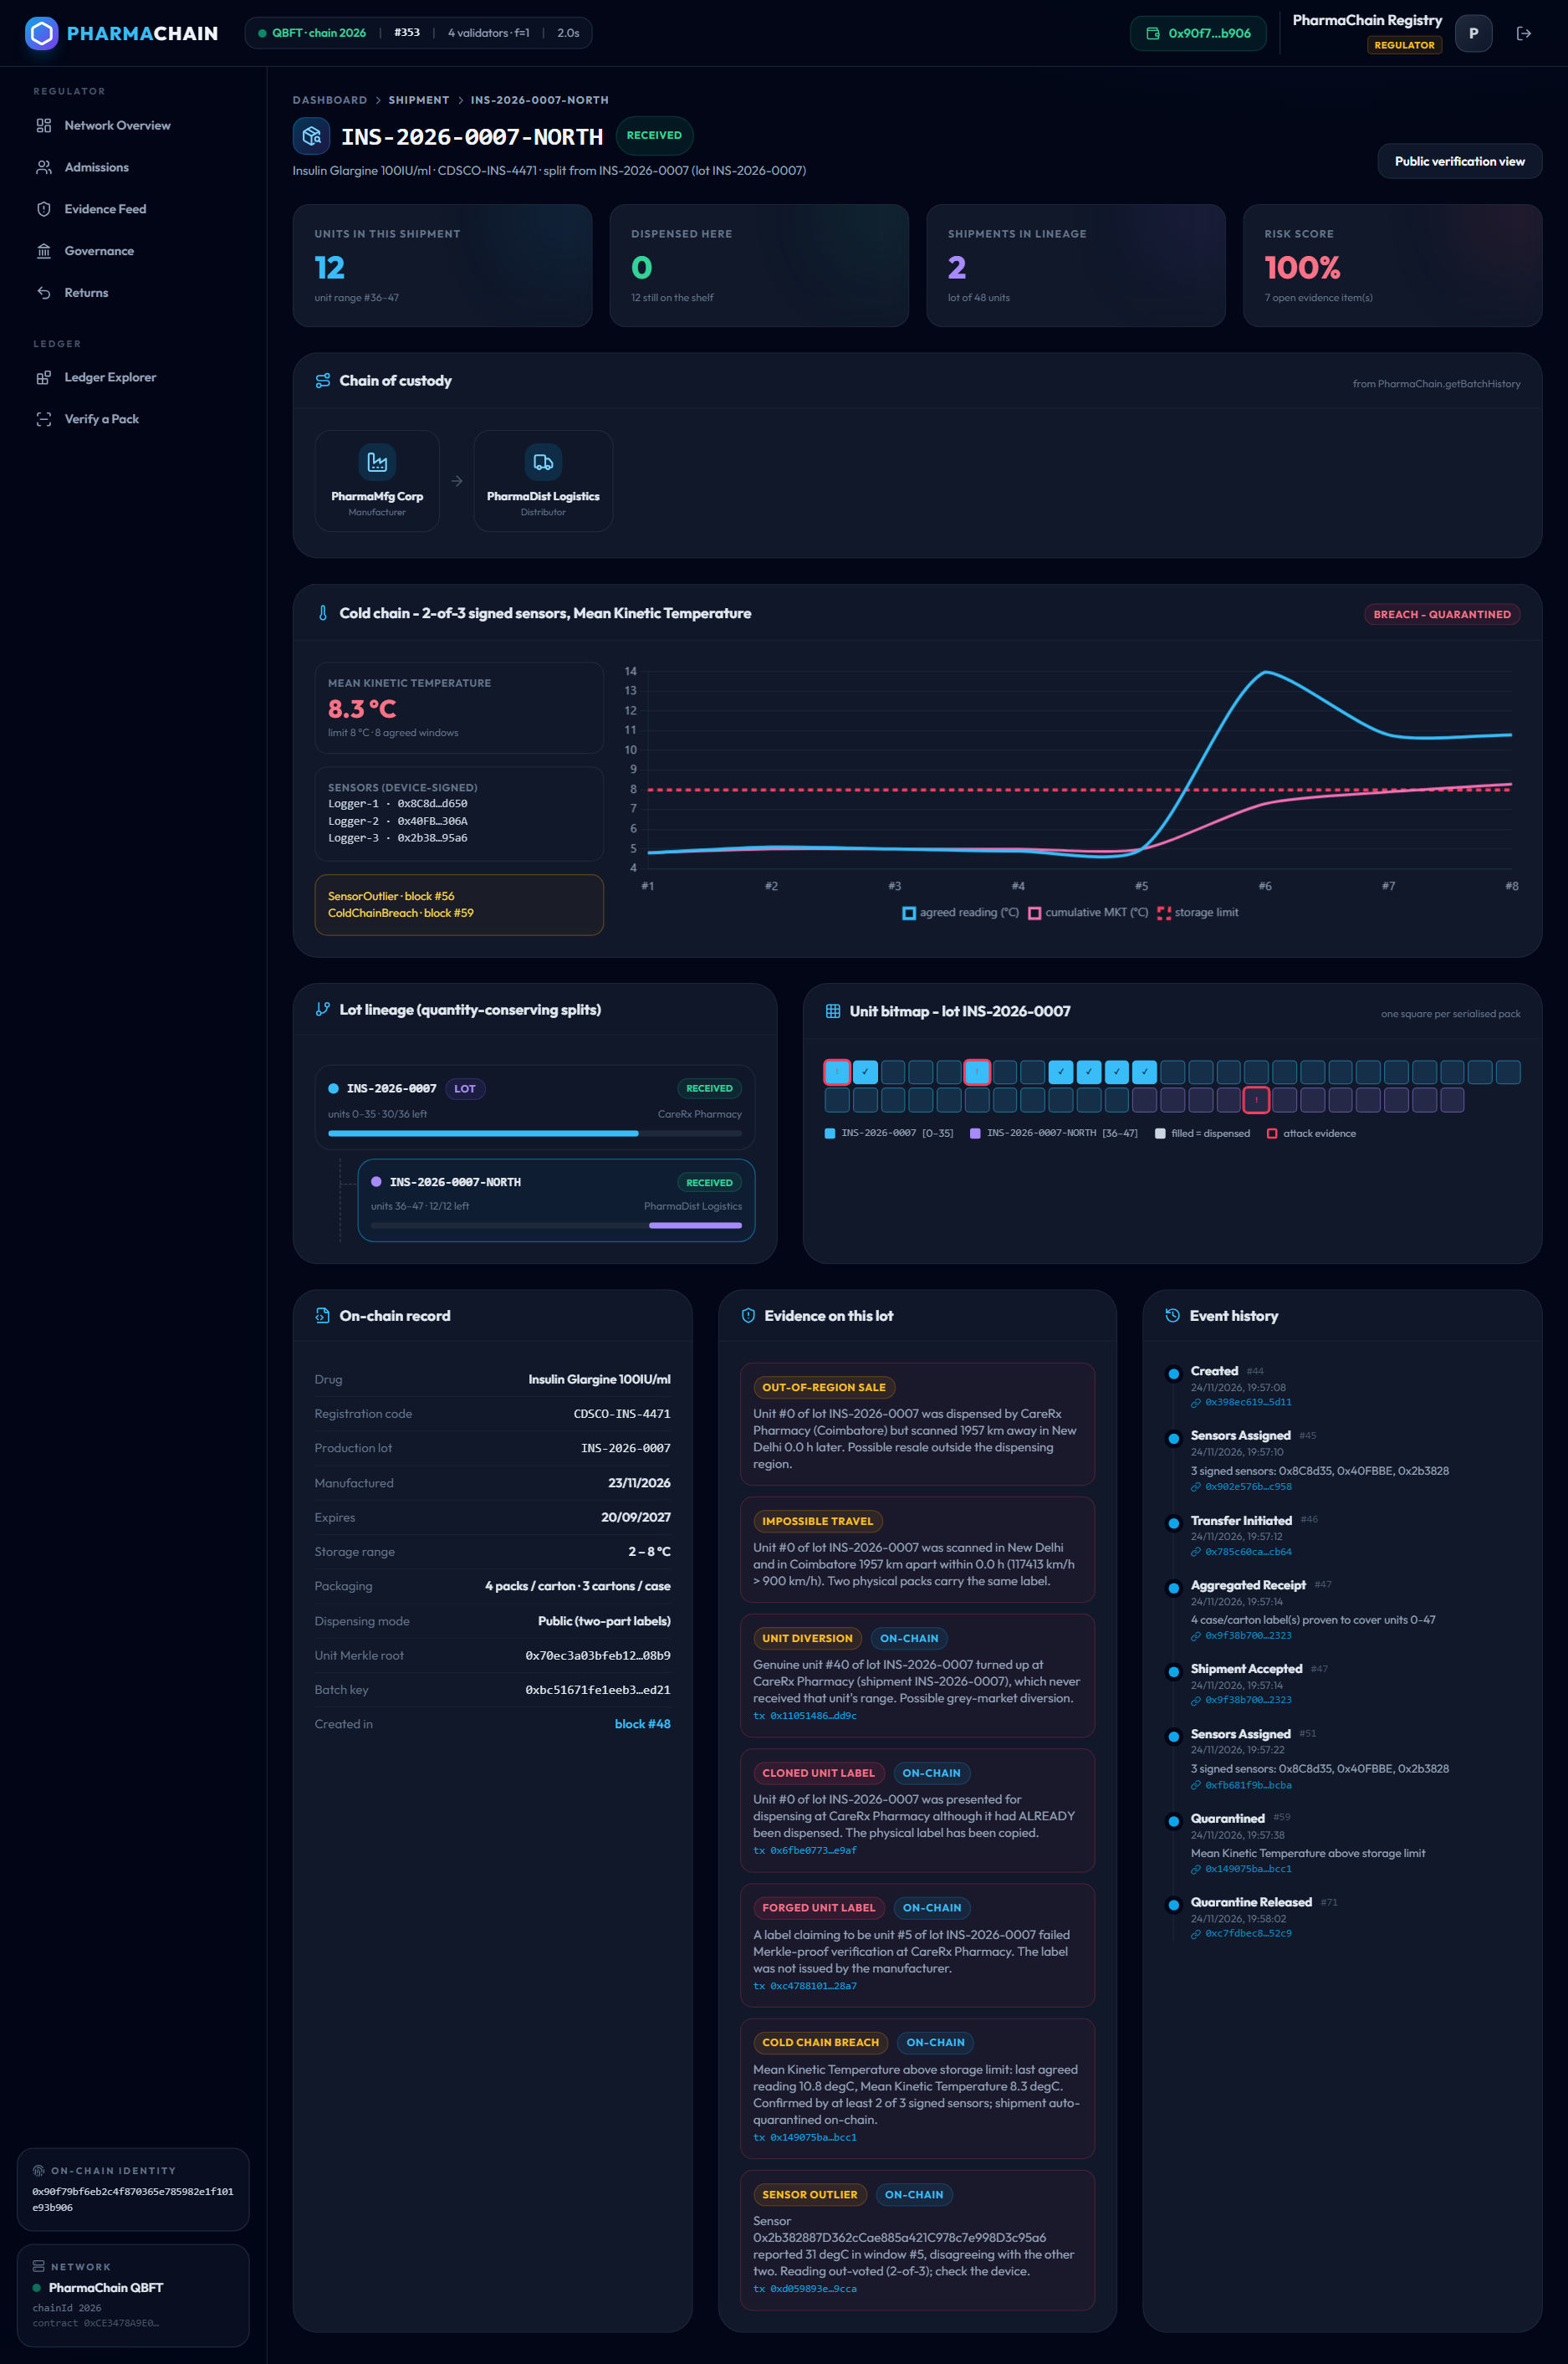 PHARMACHAIN
QBFT · chain 2026 | #353 | 4 validators · f=1 | 2.0s
0x90f7…b906
PharmaChain Registry
REGULATOR
P
REGULATOR
Network Overview
Admissions
Evidence Feed
Governance
Returns
LEDGER
Ledger Explorer
Verify a Pack
DASHBOARD > SHIPMENT > INS-2026-0007-NORTH
INS-2026-0007-NORTH RECEIVED
Insulin Glargine 100IU/ml · CDSCO-INS-4471 · split from INS-2026-0007 (lot INS-2026-0007)
Public verification view
UNITS IN THIS SHIPMENT
12
unit range #36–47
DISPENSED HERE
0
12 still on the shelf
SHIPMENTS IN LINEAGE
2
lot of 48 units
RISK SCORE
100%
7 open evidence item(s)
Chain of custody
from PharmaChain.getBatchHistory
PharmaMfg Corp
Manufacturer
PharmaDist Logistics
Distributor
Cold chain - 2-of-3 signed sensors, Mean Kinetic Temperature
BREACH - QUARANTINED
MEAN KINETIC TEMPERATURE
8.3 °C
limit 8 °C · 8 agreed windows
SENSORS (DEVICE-SIGNED)
Logger-1 · 0x8C8d…d650
Logger-2 · 0x40FB…306A
Logger-3 · 0x2b38…95a6
SensorOutlier · block #56
ColdChainBreach · block #59
14
13
12
11
10
9
8
7
6
5
4
#1 #2 #3 #4 #5 #6 #7 #8
agreed reading (°C) cumulative MKT (°C) storage limit
Lot lineage (quantity-conserving splits)
INS-2026-0007 LOT RECEIVED
units 0–35 · 30/36 left CareRx Pharmacy
INS-2026-0007-NORTH RECEIVED
units 36–47 · 12/12 left PharmaDist Logistics
Unit bitmap - lot INS-2026-0007
one square per serialised pack
! ✓ ! ✓ ✓ ✓ ✓
!
INS-2026-0007 [0–35] INS-2026-0007-NORTH [36–47] filled = dispensed attack evidence
On-chain record
Drug Insulin Glargine 100IU/ml
Registration code CDSCO-INS-4471
Production lot INS-2026-0007
Manufactured 23/11/2026
Expires 20/09/2027
Storage range 2 – 8 °C
Packaging 4 packs / carton · 3 cartons / case
Dispensing mode Public (two-part labels)
Unit Merkle root 0x70ec3a03bfeb12…08b9
Batch key 0xbc51671fe1eeb3…ed21
Created in block #48
Evidence on this lot
OUT-OF-REGION SALE
Unit #0 of lot INS-2026-0007 was dispensed by CareRx
Pharmacy (Coimbatore) but scanned 1957 km away in New
Delhi 0.0 h later. Possible resale outside the dispensing
region.
IMPOSSIBLE TRAVEL
Unit #0 of lot INS-2026-0007 was scanned in New Delhi
and in Coimbatore 1957 km apart within 0.0 h (117413 km/h
> 900 km/h). Two physical packs carry the same label.
UNIT DIVERSION ON-CHAIN
Genuine unit #40 of lot INS-2026-0007 turned up at
CareRx Pharmacy (shipment INS-2026-0007), which never
received that unit's range. Possible grey-market diversion.
tx 0x11051486…dd9c
CLONED UNIT LABEL ON-CHAIN
Unit #0 of lot INS-2026-0007 was presented for
dispensing at CareRx Pharmacy although it had ALREADY
been dispensed. The physical label has been copied.
tx 0x6fbe0773…e9af
FORGED UNIT LABEL ON-CHAIN
A label claiming to be unit #5 of lot INS-2026-0007 failed
Merkle-proof verification at CareRx Pharmacy. The label
was not issued by the manufacturer.
tx 0xc4788101…28a7
COLD CHAIN BREACH ON-CHAIN
Mean Kinetic Temperature above storage limit: last agreed
reading 10.8 degC, Mean Kinetic Temperature 8.3 degC.
Confirmed by at least 2 of 3 signed sensors; shipment auto-
quarantined on-chain.
tx 0x149075ba…bcc1
SENSOR OUTLIER ON-CHAIN
Sensor
0x2b382887D362cCae885a421C978c7e998D3c95a6
reported 31 degC in window #5, disagreeing with the other
two. Reading out-voted (2-of-3); check the device.
tx 0xd059893e…9cca
Event history
Created #44
24/11/2026, 19:57:08
0x398ec619…5d11
Sensors Assigned #45
24/11/2026, 19:57:10
3 signed sensors: 0x8C8d35, 0x40FBBE, 0x2b3828
0x902e576b…c958
Transfer Initiated #46
24/11/2026, 19:57:12
0x785c60ca…cb64
Aggregated Receipt #47
24/11/2026, 19:57:14
4 case/carton label(s) proven to cover units 0-47
0x9f38b700…2323
Shipment Accepted #47
24/11/2026, 19:57:14
0x9f38b700…2323
Sensors Assigned #51
24/11/2026, 19:57:22
3 signed sensors: 0x8C8d35, 0x40FBBE, 0x2b3828
0xfb681f9b…bcba
Quarantined #59
24/11/2026, 19:57:38
Mean Kinetic Temperature above storage limit
0x149075ba…bcc1
Quarantine Released #71
24/11/2026, 19:58:02
0xc7fdbec8…52c9
ON-CHAIN IDENTITY
0x90f79bf6eb2c4f870365e785982e1f101
e93b906
NETWORK
PharmaChain QBFT
chainId 2026
contract 0xCE3478A9E0…